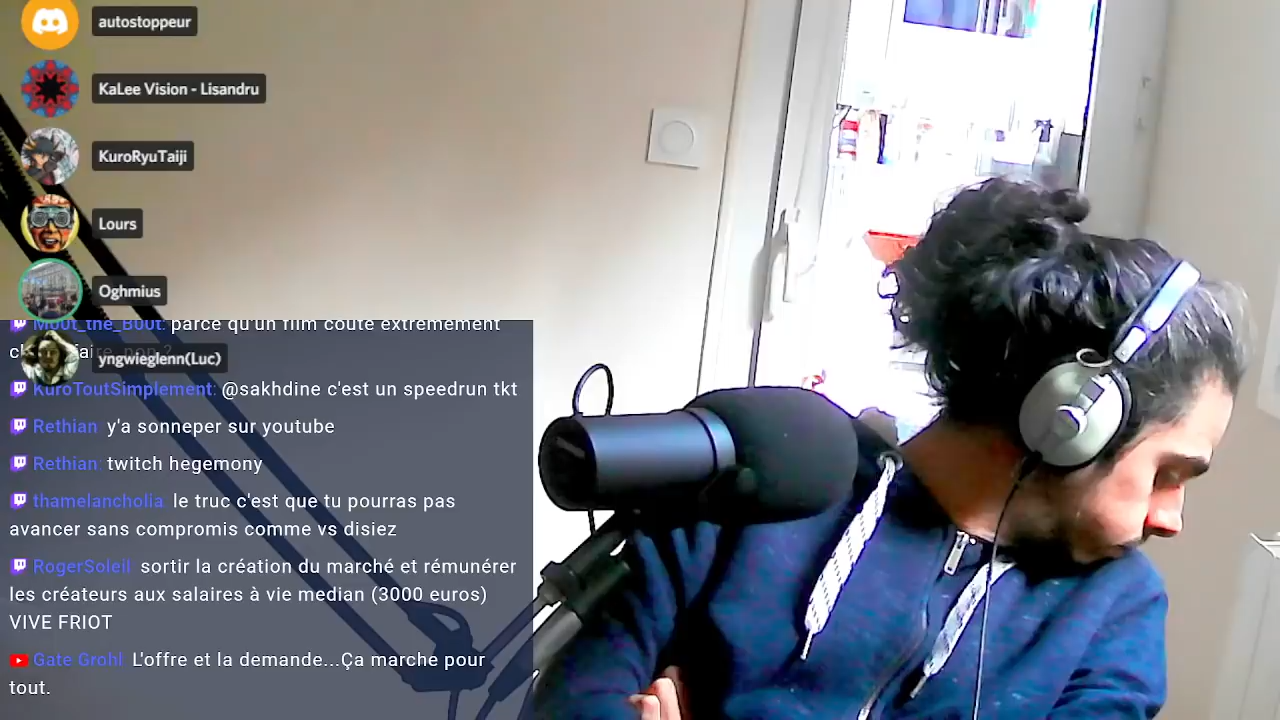 autostoppeur
KaLee Vision - Lisandru
KuroRyuTaiji
Lours
Oghmius
M0ut_the_B0ut: parce qu'un film coute extrêmement
yngwieglenn(Luc)
KuroToutSimplement: @sakhdine c'est un speedrun tkt
Rethian y'a sonneper sur youtube
Rethian: twitch hegemony
thamelancholia le truc c'est que tu pourras pas
avancer sans compromis comme vs disiez
RogerSoleil sortir la création du marché et rémunérer
les créateurs aux salaires à vie median (3000 euros)
VIVE FRIOT
Gate Grohl L'offre et la demande...Ça marche pour
tout.